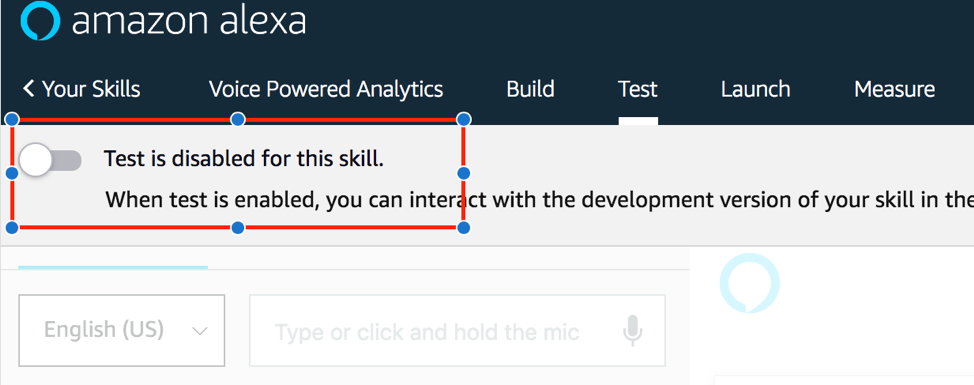 amazon alexa
Your Skills Voice Powered Analytics Build Test Launch Measure
Test is disabled for this skill.
When test is enabled, you can interact with the development version of your skill in the
English (US) Type or click and hold the mic